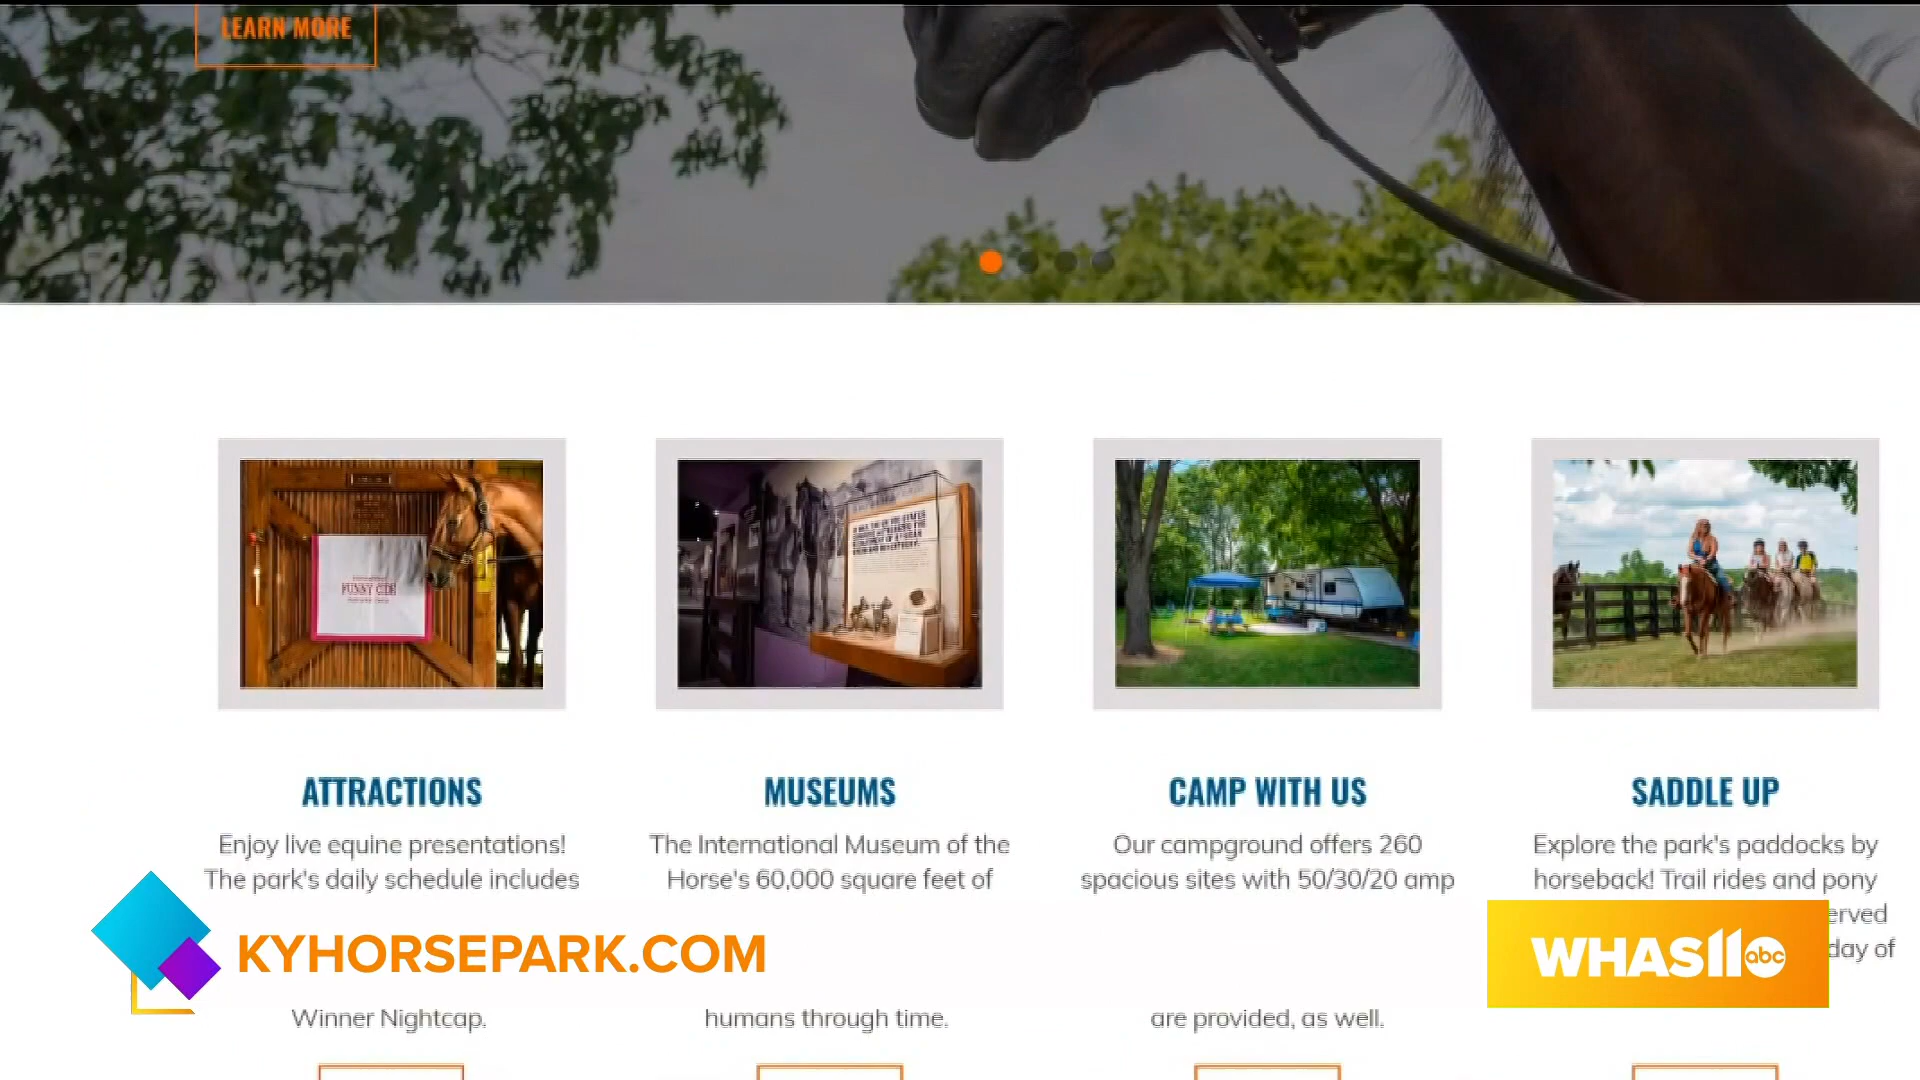 LEARN MORE
FUNNY CIDE
ATTRACTIONS
Enjoy live equine presentations!
The park's daily schedule includes
Winner Nightcap.
MUSEUMS
The International Museum of the
Horse's 60,000 square feet of
humans through time.
CAMP WITH US
Our campground offers 260
spacious sites with 50/30/20 amp
are provided, as well.
SADDLE UP
Explore the park's paddocks by
horseback! Trail rides and pony
erved
day of
KYHORSEPARK.COM
WHAS11 abc